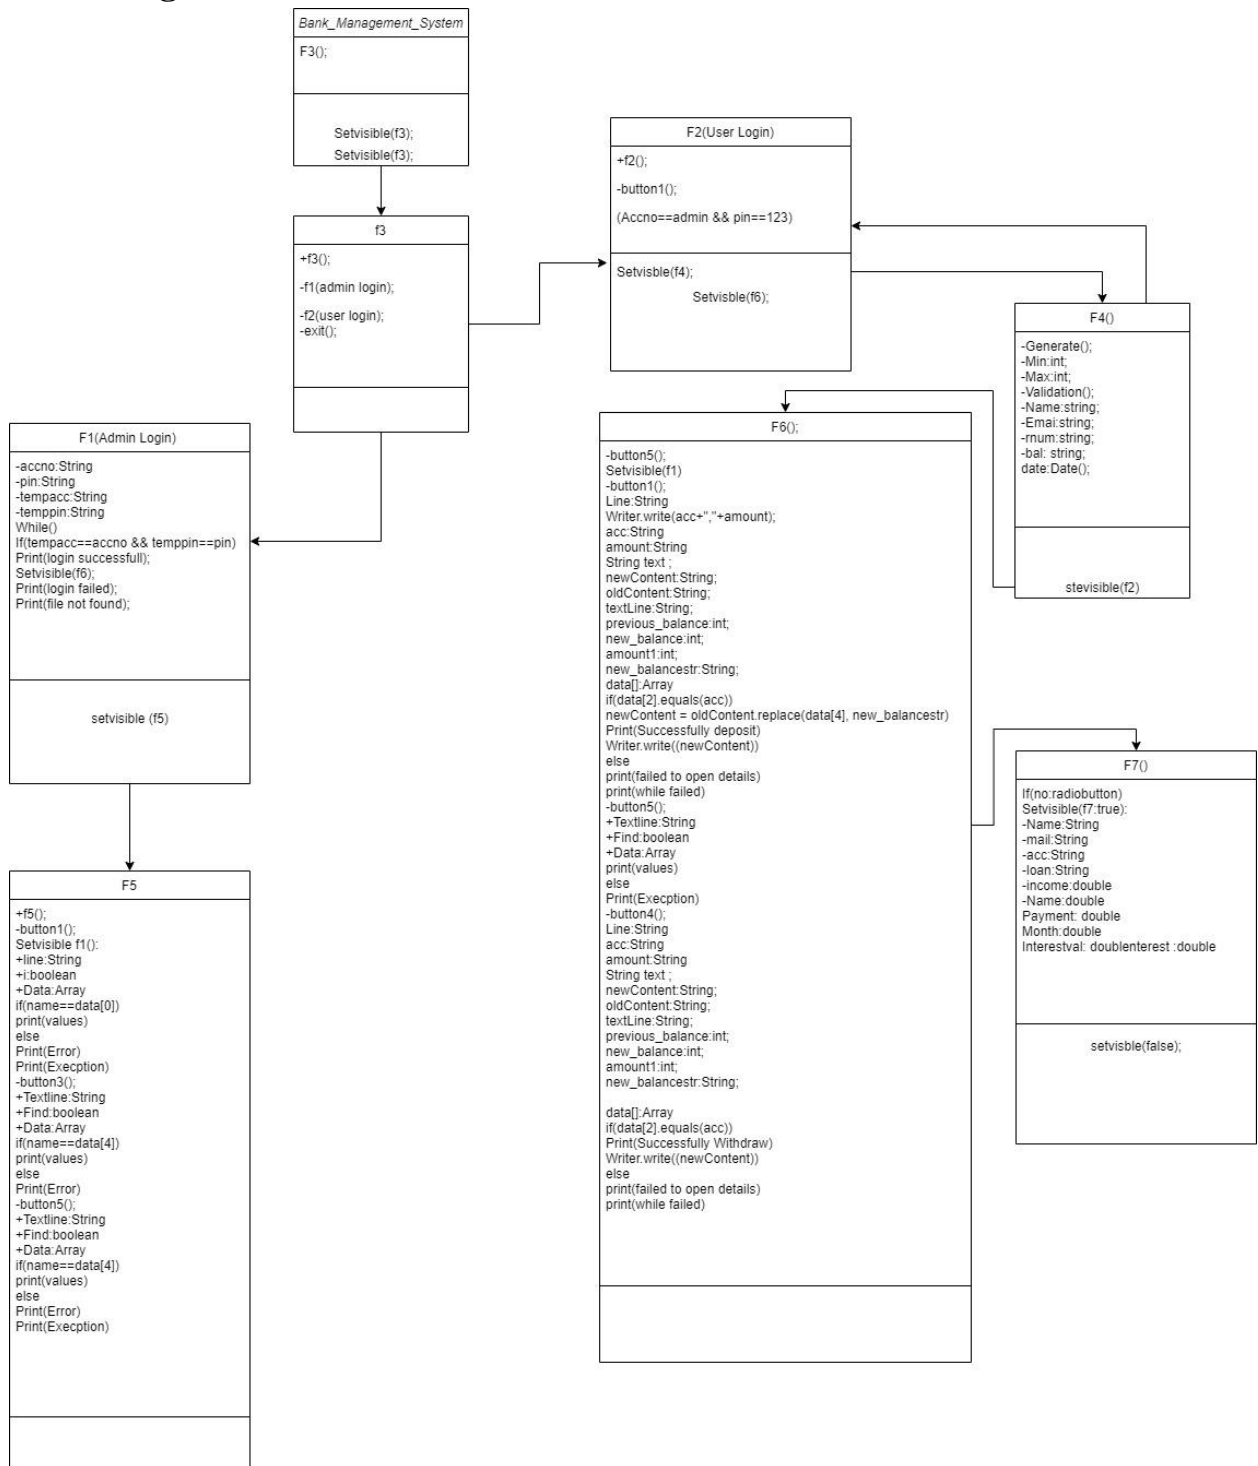 Bank_Management_System
F3();
Setvisible(f3);
Setvisible(f3);
f3
+f3();
-f1(admin login);
-f2(user login);
-exit();
F2(User Login)
+f2();
-button1();
(Accno==admin && pin==123)
Setvisble(f4);
Setvisble(f6);
F4()
-Generate();
-Min:int;
-Max:int;
-Validation();
-Name:string;
-Emai:string;
-rnum:string;
-bal: string;
date:Date();
stevisible(f2)
F1(Admin Login)
-accno:String
-pin:String
-tempacc:String
-temppin:String
While()
If(tempacc==accno && temppin==pin)
Print(login successfull);
Setvisible(f6);
Print(login failed);
Print(file not found);
setvisible (f5)
F5
+f5();
-button1();
Setvisible f1():
+line:String
+i:boolean
+Data:Array
if(name==data[0])
print(values)
else
Print(Error)
Print(Execption)
-button3();
+Textline:String
+Find:boolean
+Data:Array
if(name==data[4])
print(values)
else
Print(Error)
-button5();
+Textline:String
+Find:boolean
+Data:Array
if(name==data[4])
print(values)
else
Print(Error)
Print(Execption)
F6();
-button5();
Setvisible(f1)
-button1();
Line:String
Writer.write(acc+","+amount);
acc:String
amount:String
String text ;
newContent:String;
oldContent:String;
textLine:String;
previous_balance:int;
new_balance:int;
amount1:int;
new_balancestr:String;
data[]:Array
if(data[2].equals(acc))
newContent = oldContent.replace(data[4], new_balancestr)
Print(Successfully deposit)
Writer.write((newContent))
else
print(failed to open details)
print(while failed)
-button5();
+Textline:String
+Find:boolean
+Data:Array
print(values)
else
Print(Execption)
-button4();
Line:String
acc:String
amount:String
String text ;
newContent:String;
oldContent:String;
textLine:String;
previous_balance:int;
new_balance:int;
amount1:int;
new_balancestr:String;
data[]:Array
if(data[2].equals(acc))
Print(Successfully Withdraw)
Writer.write((newContent))
else
print(failed to open details)
print(while failed)
F7()
If(no:radiobutton)
Setvisible(f7:true):
-Name:String
-mail:String
-acc:String
-loan:String
-income:double
-Name:double
Payment: double
Month:double
Interestval: doublenterest :double
setvisble(false);